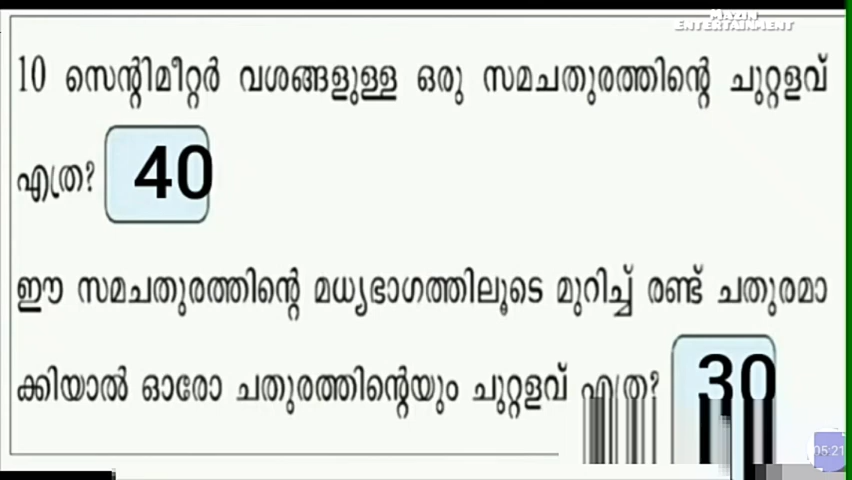 MAZIN
ENTERTAINMENT
10 സെന്റിമീറ്റർ വശങ്ങളുള്ള ഒരു സമചതുരത്തിന്റെ ചുറ്റളവ്
എത്ര? 40
ഈ സമചതുരത്തിന്റെ മധ്യഭാഗത്തിലൂടെ മുറിച്ച് രണ്ട് ചതുരമാ
ക്കിയാൽ ഓരോ ചതുരത്തിന്റെയും ചുറ്റളവ് എത്ര? 30
05:21